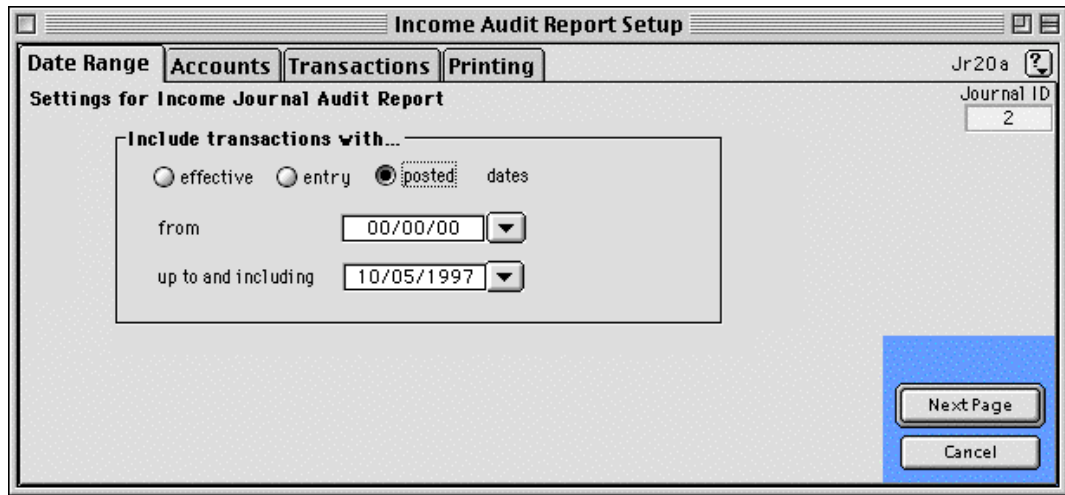 Income Audit Report Setup
Date Range Accounts Transactions Printing Jr20a ?
Settings for Income Journal Audit Report Journal ID
2
Include transactions with...
effective entry posted dates
from 00/00/00
up to and including 10/05/1997
Next Page
Cancel